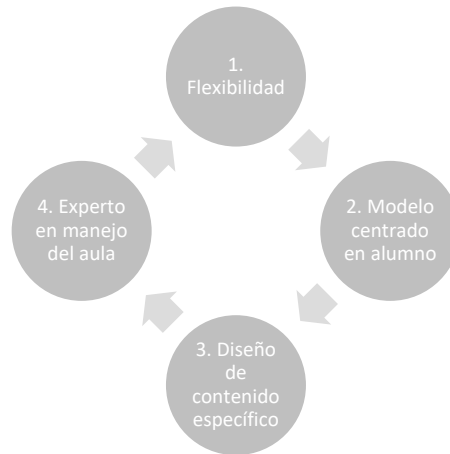 1.
Flexibilidad
2. Modelo
centrado
en alumno
3. Diseño
de
contenido
específico
4. Experto
en manejo
del aula